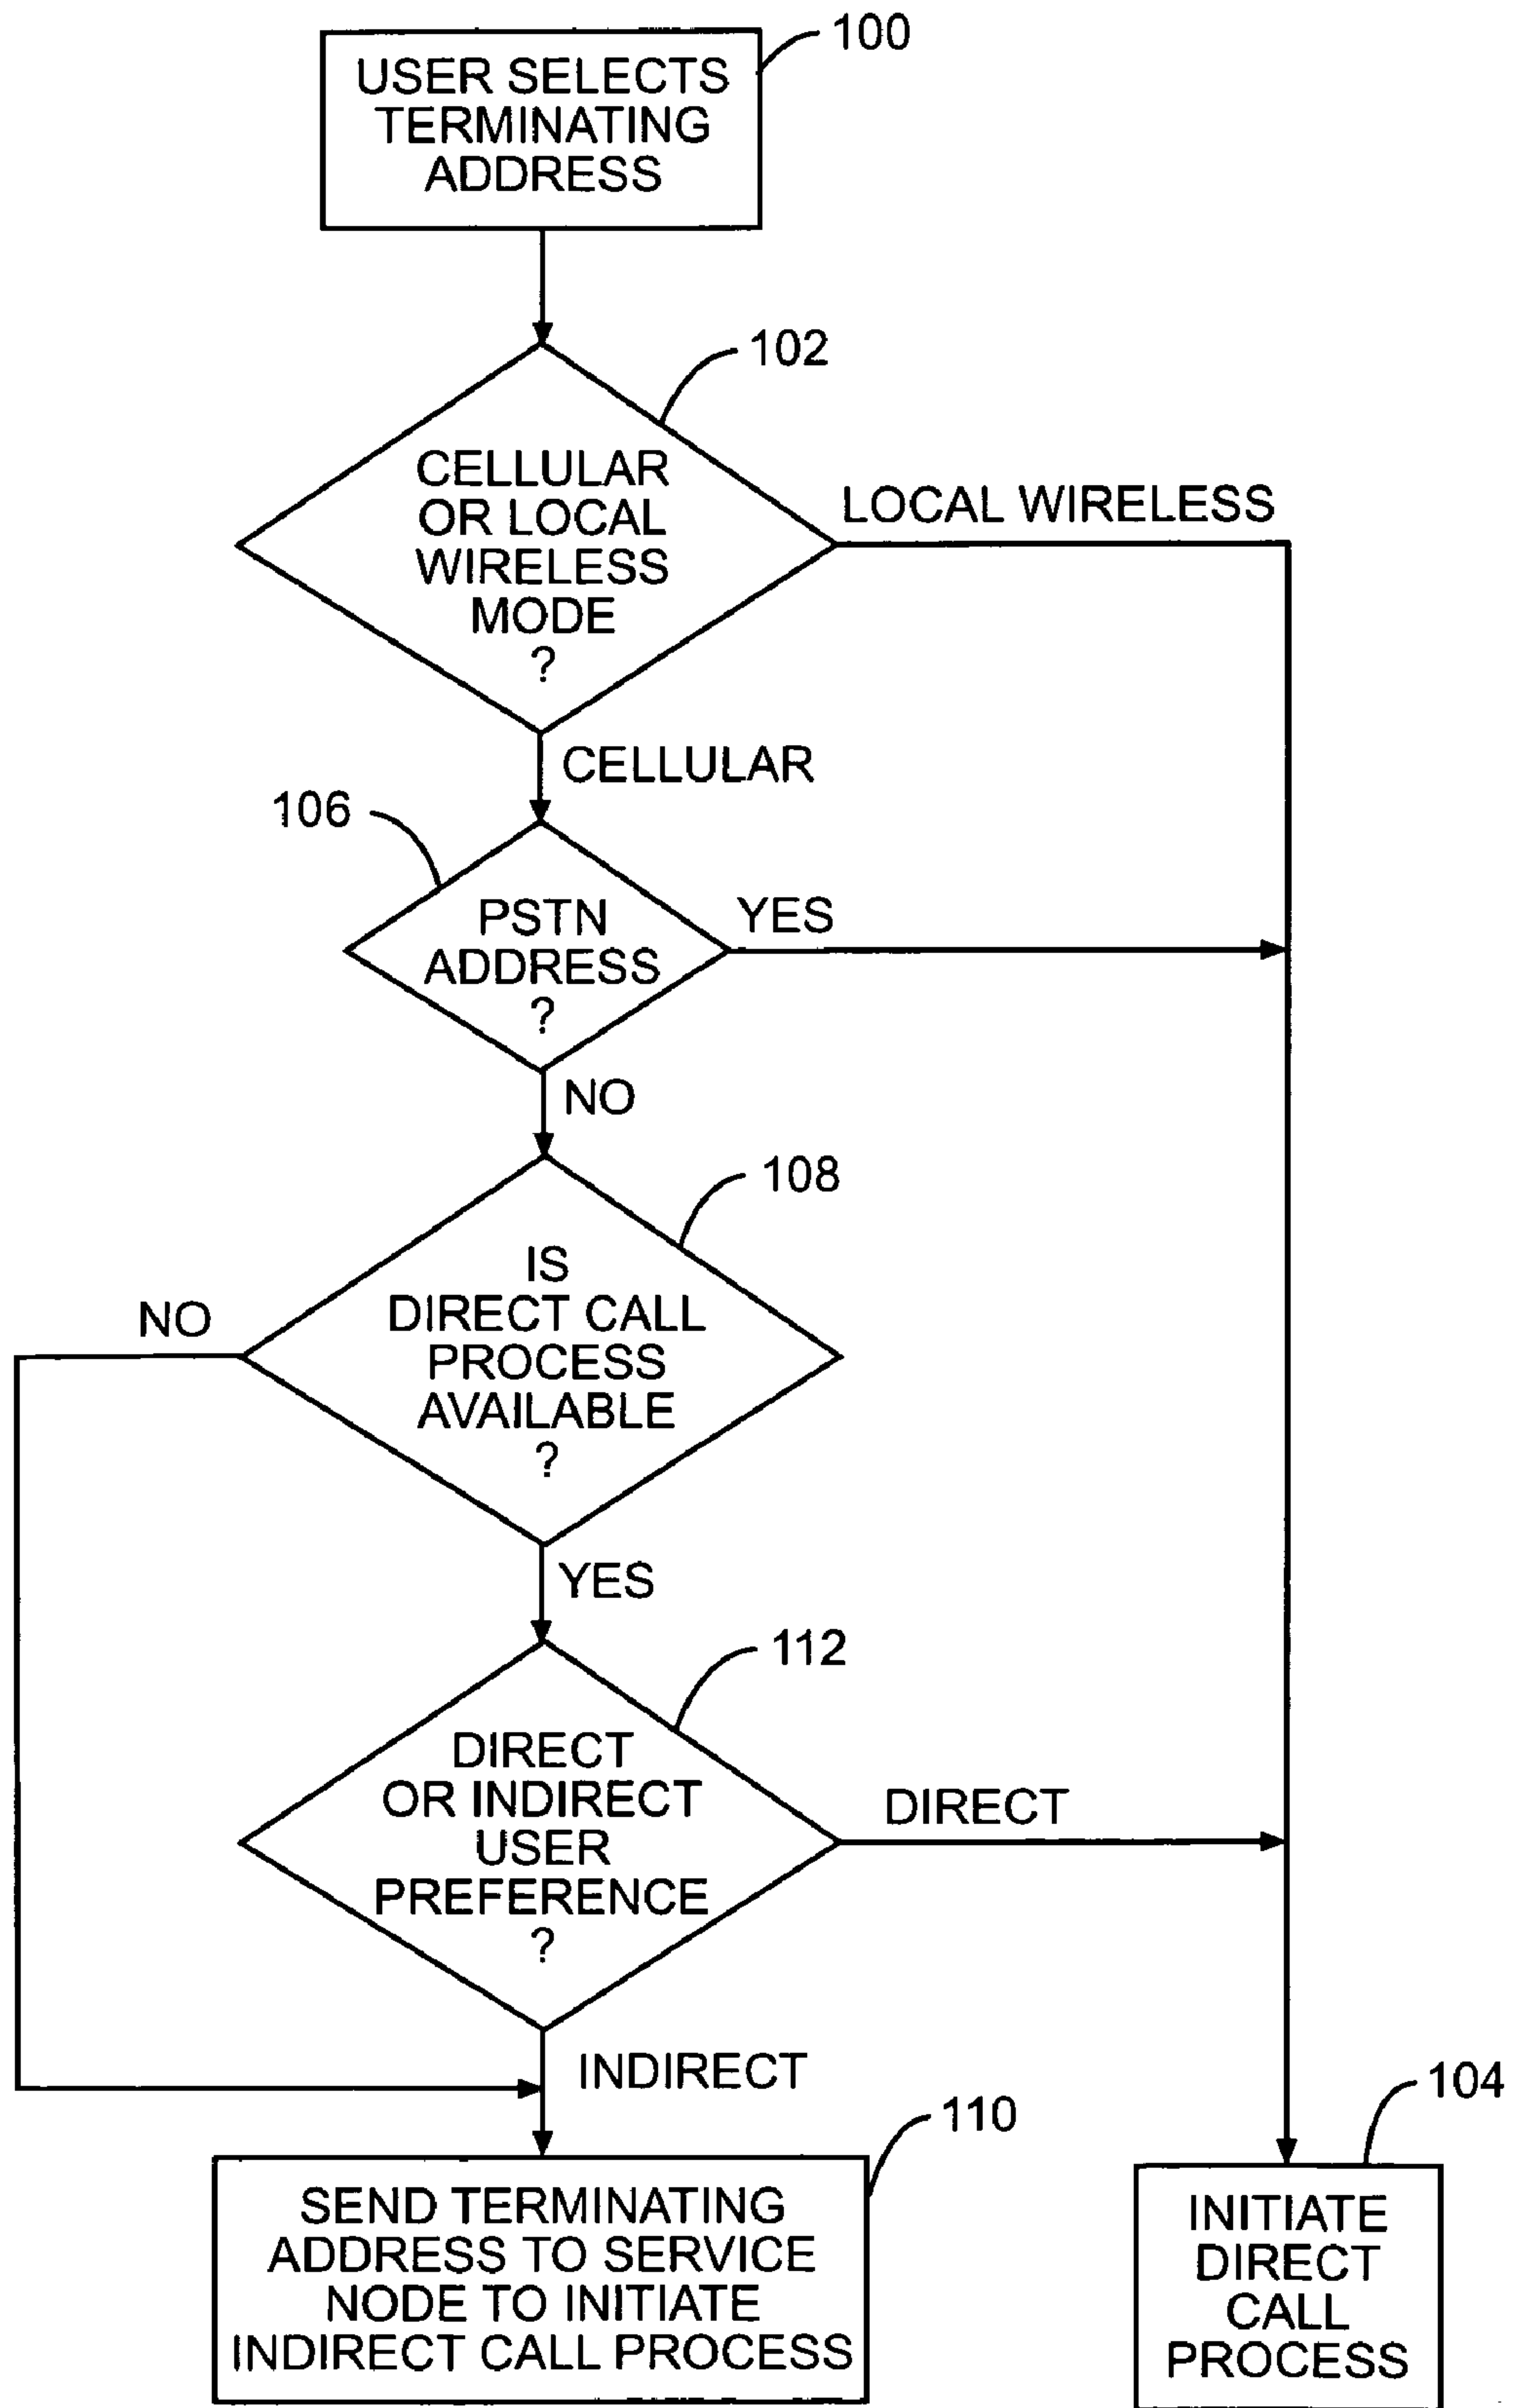 100
USER SELECTS
TERMINATING
ADDRESS
102
CELLULAR
OR LOCAL
WIRELESS
MODE
?
LOCAL WIRELESS
CELLULAR
106
PSTN
ADDRESS
?
YES
NO
108
IS
DIRECT CALL
PROCESS
AVAILABLE
?
NO
YES
112
DIRECT
OR INDIRECT
USER
PREFERENCE
?
DIRECT
INDIRECT
110
SEND TERMINATING
ADDRESS TO SERVICE
NODE TO INITIATE
INDIRECT CALL PROCESS
104
INITIATE
DIRECT
CALL
PROCESS